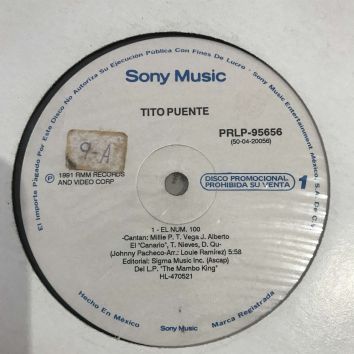 El Importe Pagado Por Este Disco No Autoriza Su Ejecución Pública Con Fines De Lucro - Sony Music Entertainment México, S.A. De C.V.
Sony Music
TITO PUENTE
PRLP-95656
(50-04-20056)
9-A
P 1991 RMM RECORDS
AND VIDEO CORP
DISCO PROMOCIONAL
PROHIBIDA SU VENTA
1
1 - EL NUM. 100
-Cantan: Millie P. T. Vega J. Alberto
El "Canario", T. Nieves, D. Qu-
(Johnny Pacheco-Arr.: Louie Ramírez) 5:58
Editorial: Sigma Music Inc. (Ascap)
Del L.P. "The Mambo King"
HL-470521
Hecho En México
Sony Music
Marca Registrada